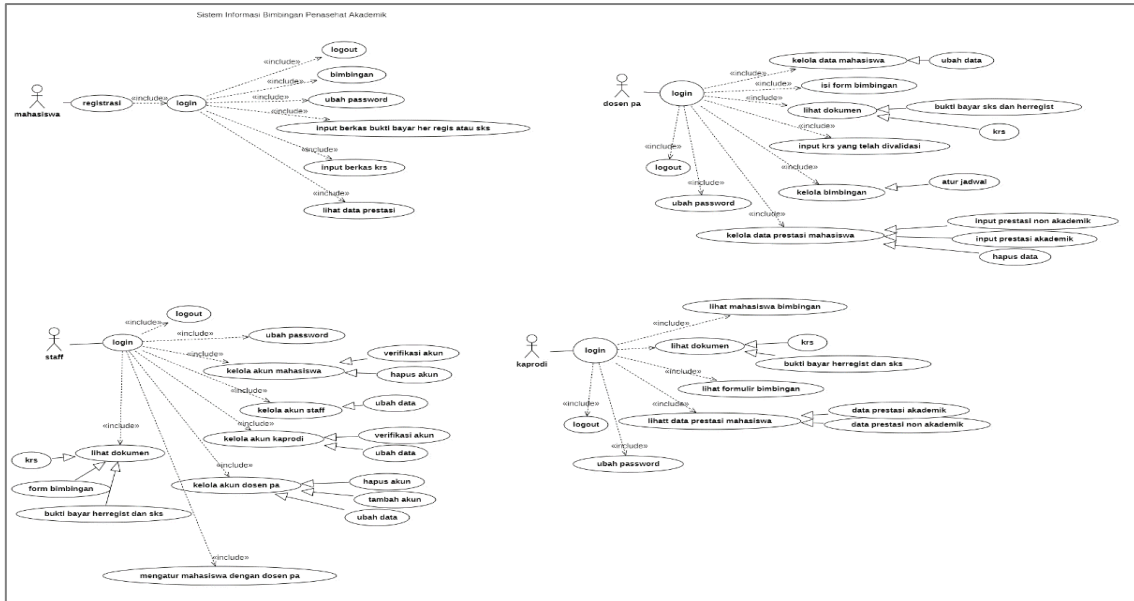 Sistem Informasi Bimbingan Penasehat Akademik
mahasiswa
registrasi
«include»
login
«include»
logout
«include»
bimbingan
«include»
ubah password
«include»
input berkas bukti bayar her regis atau sks
«include»
input berkas krs
«include»
lihat data prestasi
dosen pa
login
«include»
kelola data mahasiswa
ubah data
«include»
isi form bimbingan
«include»
lihat dokumen
bukti bayar sks dan herregist
krs
«include»
input krs yang telah divalidasi
«include»
logout
«include»
kelola bimbingan
atur jadwal
«include»
ubah password
«include»
kelola data prestasi mahasiswa
input prestasi non akademik
input prestasi akademik
hapus data
staff
login
«include»
logout
«include»
ubah password
«include»
kelola akun mahasiswa
verifikasi akun
hapus akun
«include»
kelola akun staff
ubah data
«include»
kelola akun kaprodi
verifikasi akun
ubah data
«include»
lihat dokumen
krs
form bimbingan
bukti bayar herregist dan sks
«include»
kelola akun dosen pa
hapus akun
tambah akun
ubah data
«include»
mengatur mahasiswa dengan dosen pa
kaprodi
login
«include»
lihat mahasiswa bimbingan
«include»
lihat dokumen
krs
bukti bayar herregist dan sks
«include»
lihat formulir bimbingan
«include»
lihatt data prestasi mahasiswa
data prestasi akademik
data prestasi non akademik
«include»
logout
«include»
ubah password